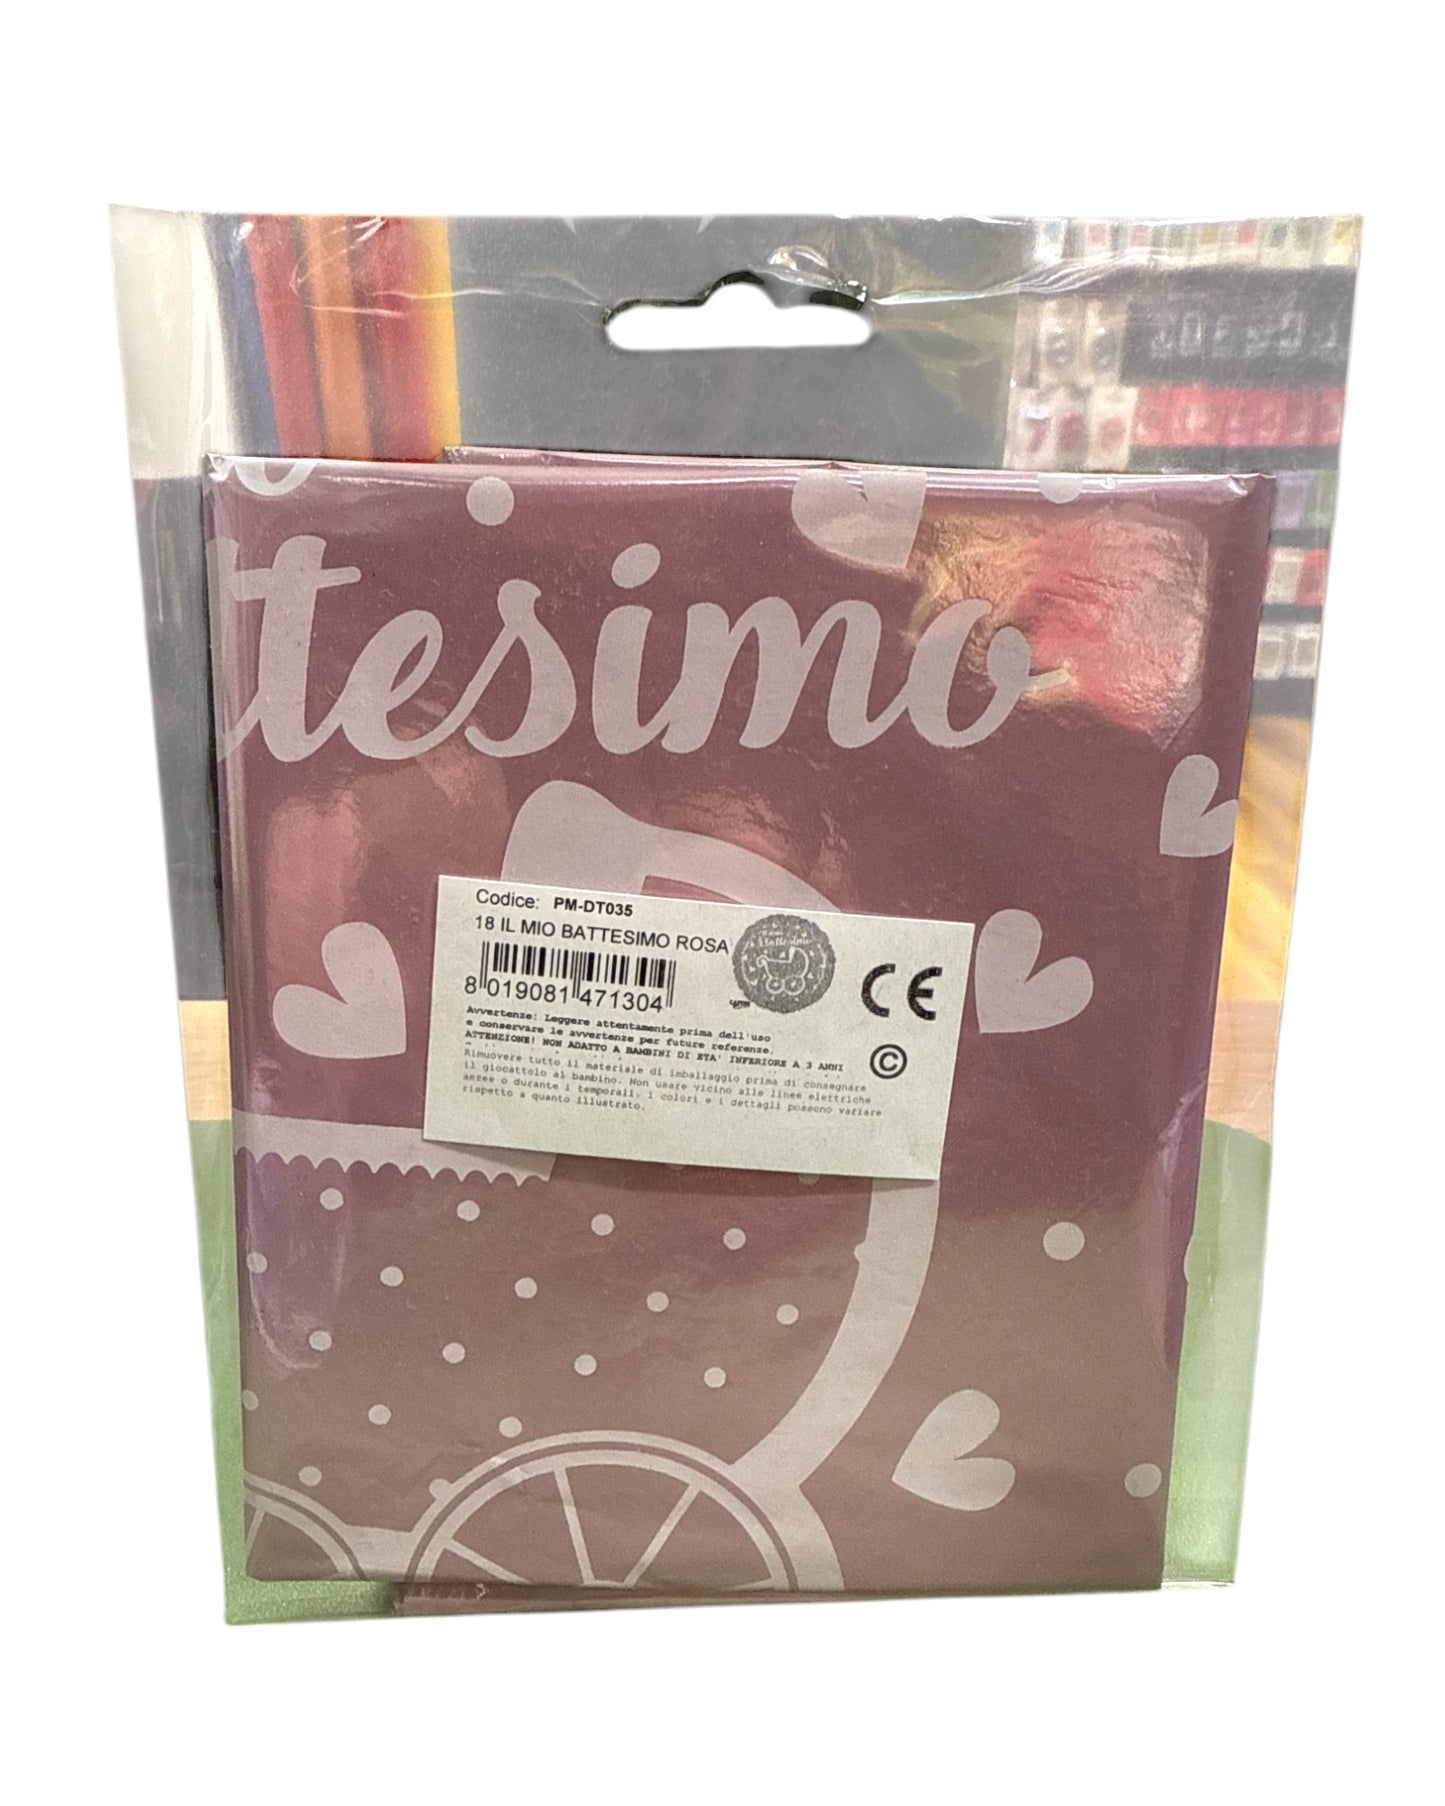 ttesimo
Codice: PM-DT035
18 IL MIO BATTESIMO ROSA
8 019081 471304
Avvertenze: Leggere attentamente prima dell'uso
e conservare le avvertenze per future referenze.
ATTENZIONE! NON ADATTO A BAMBINI DI ETA' INFERIORE A 3 ANNI
Rimuovere tutto il materiale di imballaggio prima di consegnare
il giocattolo al bambino. Non usare vicino alle linee elettriche
aeree o durante i temporali. i colori e i dettagli possono variare
rispetto a quanto illustrato.
Battesimo
CE
©